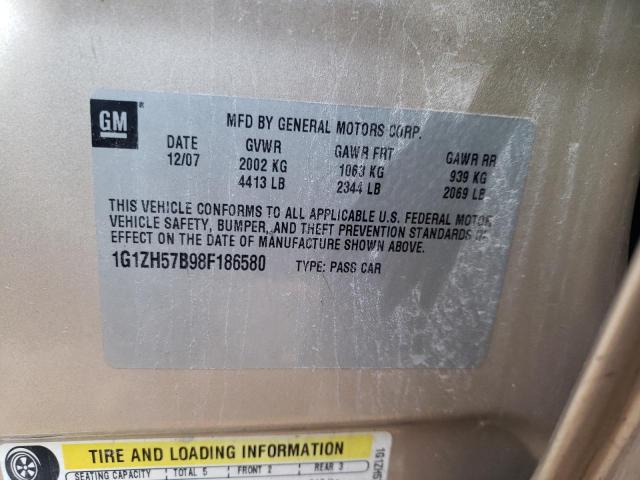 GM ®
MFD BY GENERAL MOTORS CORP.
DATE GVWR GAWR FRT GAWR RR
12/07 2002 KG 1063 KG 939 KG
4413 LB 2344 LB 2069 LB
THIS VEHICLE CONFORMS TO ALL APPLICABLE U.S. FEDERAL MOTOR
VEHICLE SAFETY, BUMPER, AND THEFT PREVENTION STANDARDS IN
EFFECT ON THE DATE OF MANUFACTURE SHOWN ABOVE.
1G1ZH57B98F186580 TYPE: PASS CAR
TIRE AND LOADING INFORMATION
SEATING CAPACITY TOTAL 5 FRONT 2 REAR 3
1G1ZH5